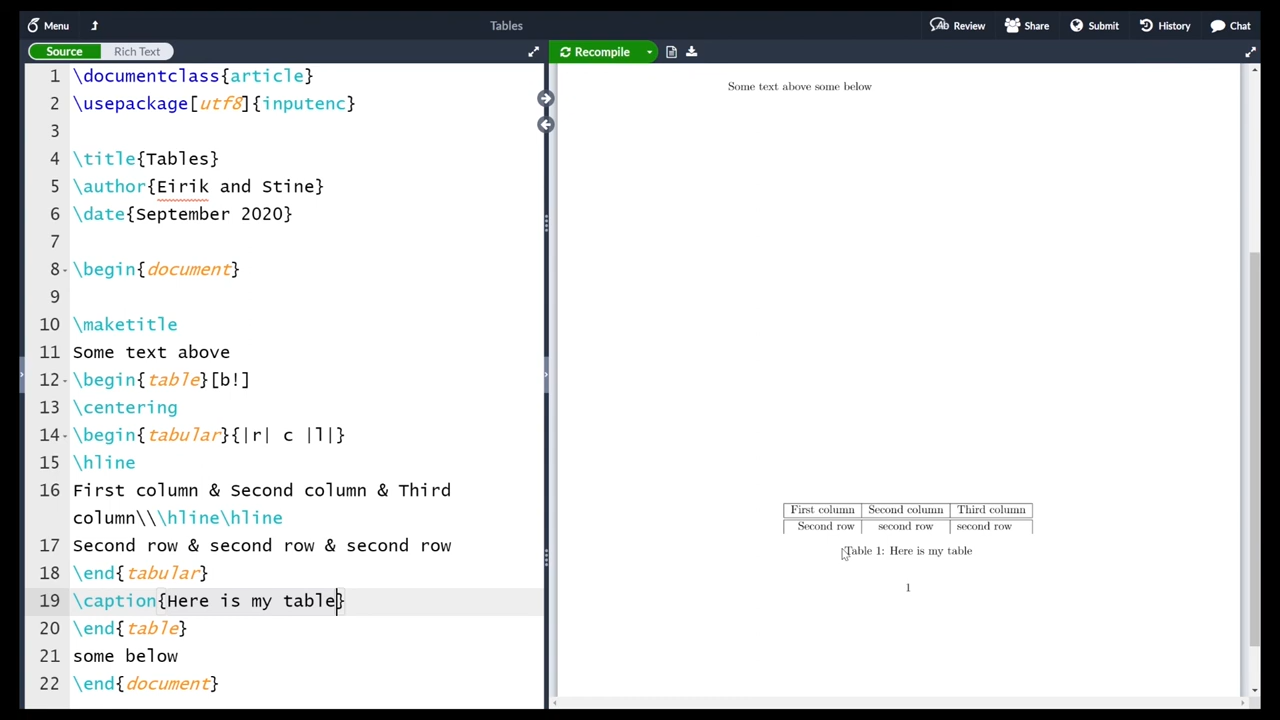 Menu
Tables
Review
Share
Submit
History
Chat
Source
Rich Text
Recompile
1 \documentclass{article}
2 \usepackage[utf8]{inputenc}
3
4 \title{Tables}
5 \author{Eirik and Stine}
6 \date{September 2020}
7
8 \begin{document}
9
10 \maketitle
11 Some text above
12 \begin{table}[b!]
13 \centering
14 \begin{tabular}{|r| c |l|}
15 \hline
16 First column & Second column & Third
column\\\hline\hline
17 Second row & second row & second row
18 \end{tabular}
19 \caption{Here is my table}
20 \end{table}
21 some below
22 \end{document}
Some text above some below
First column Second column Third column
Second row second row second row
Table 1: Here is my table
1